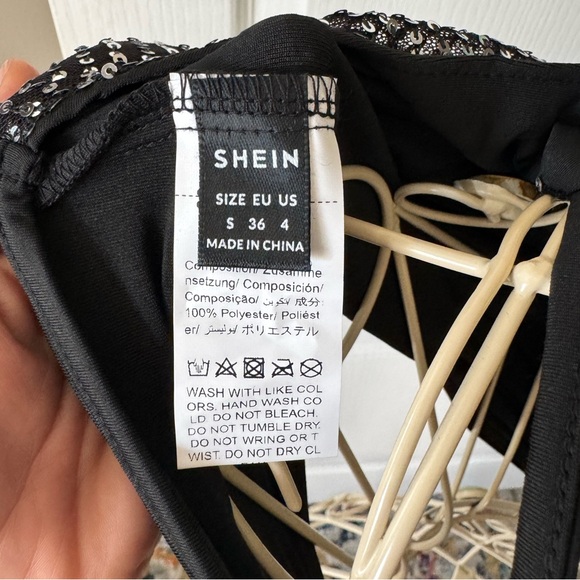 SHEIN
SIZE EU US
S 36 4
MADE IN CHINA
Composition/ Zusamme
nsetzung/ Composición/
Composição/ تكوين/ 成分
100% Polyester/ Poliést
er/ بوليستر/ ポリエステル
WASH WITH LIKE COL
ORS. HAND WASH CO
LD DO NOT BLEACH.
DO NOT TUMBLE DRY.
DO NOT WRING OR T
WIST. DO NOT DRY CL